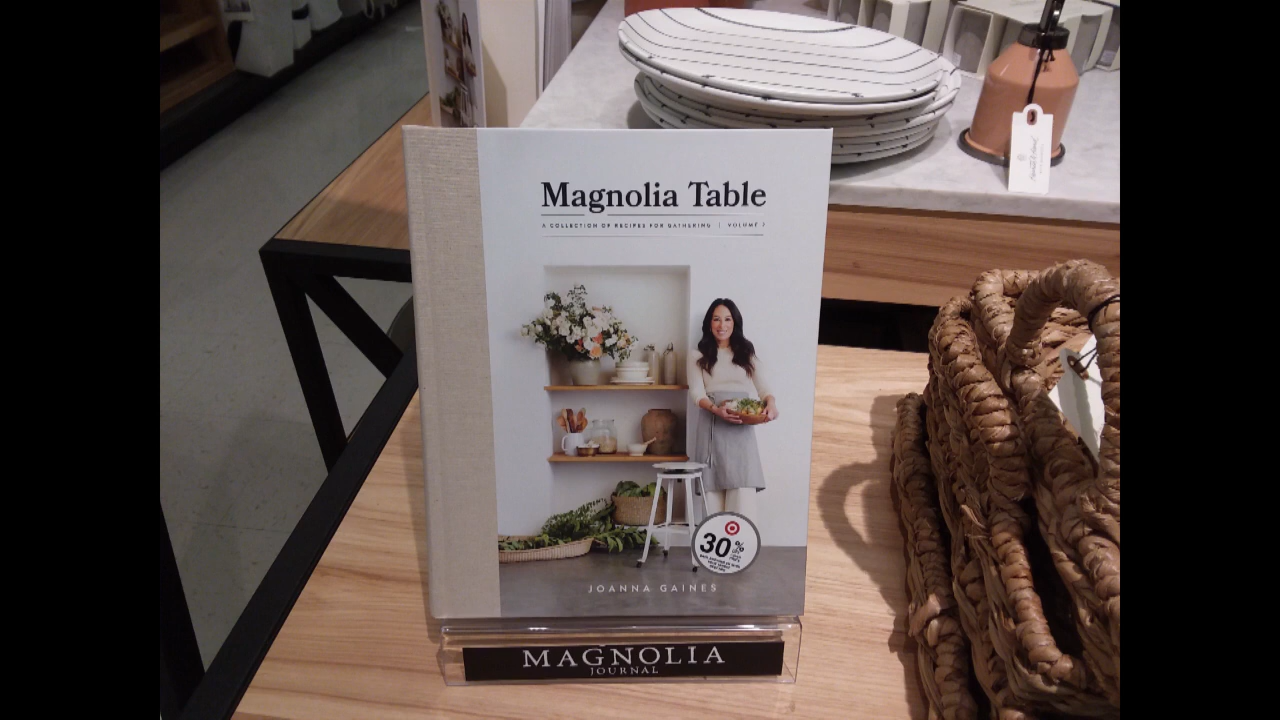 Magnolia Table
A COLLECTION OF RECIPES FOR GATHERING | VOLUME 2
30%
JOANNA GAINES
MAGNOLIA
JOURNAL